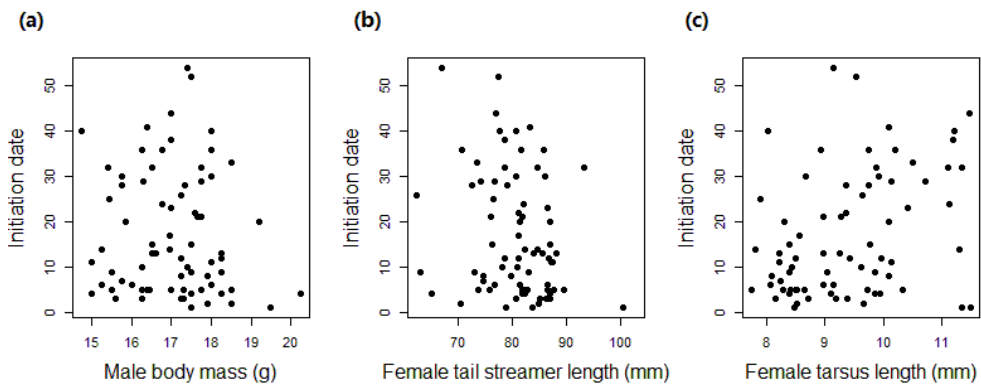 (a)
Initiation date
50
40
30
20
10
0
15 16 17 18 19 20
Male body mass (g)
(b)
Initiation date
50
40
30
20
10
0
70 80 90 100
Female tail streamer length (mm)
(c)
Initiation date
50
40
30
20
10
0
8 9 10 11
Female tarsus length (mm)